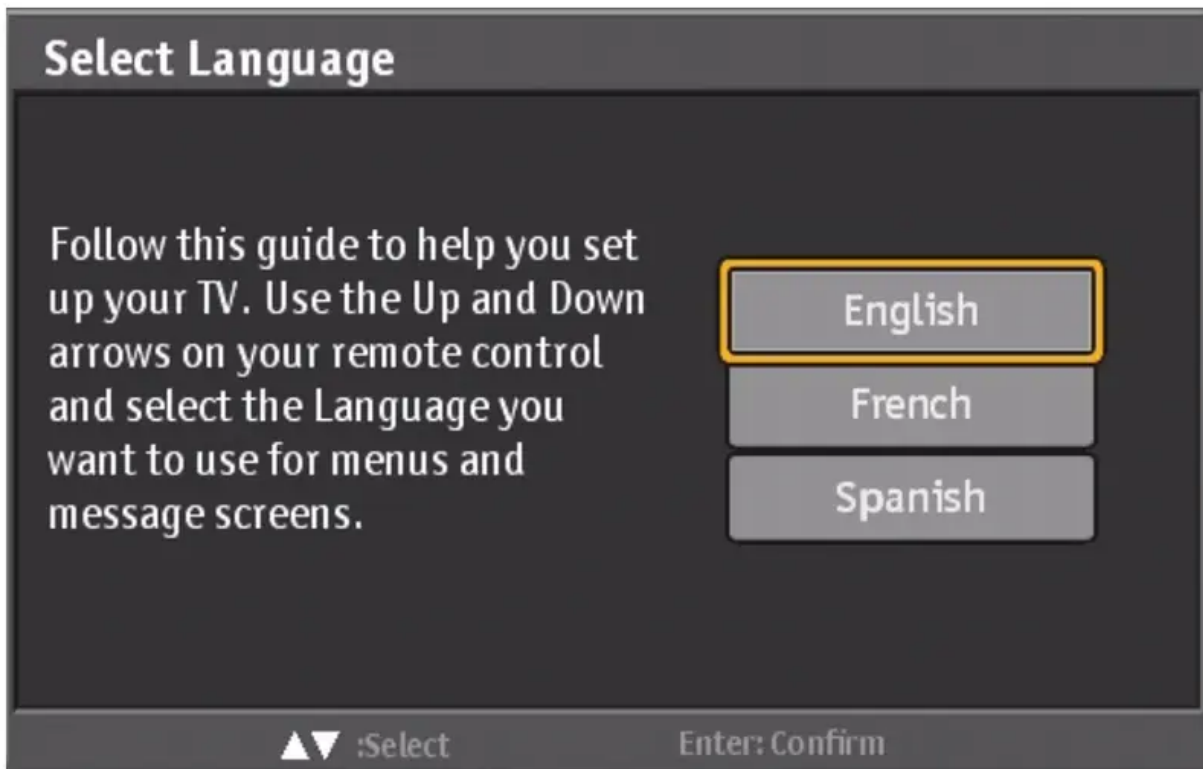 Select Language
Follow this guide to help you set
up your TV. Use the Up and Down
arrows on your remote control
and select the Language you
want to use for menus and
message screens.
English
French
Spanish
▲▼ :Select Enter: Confirm